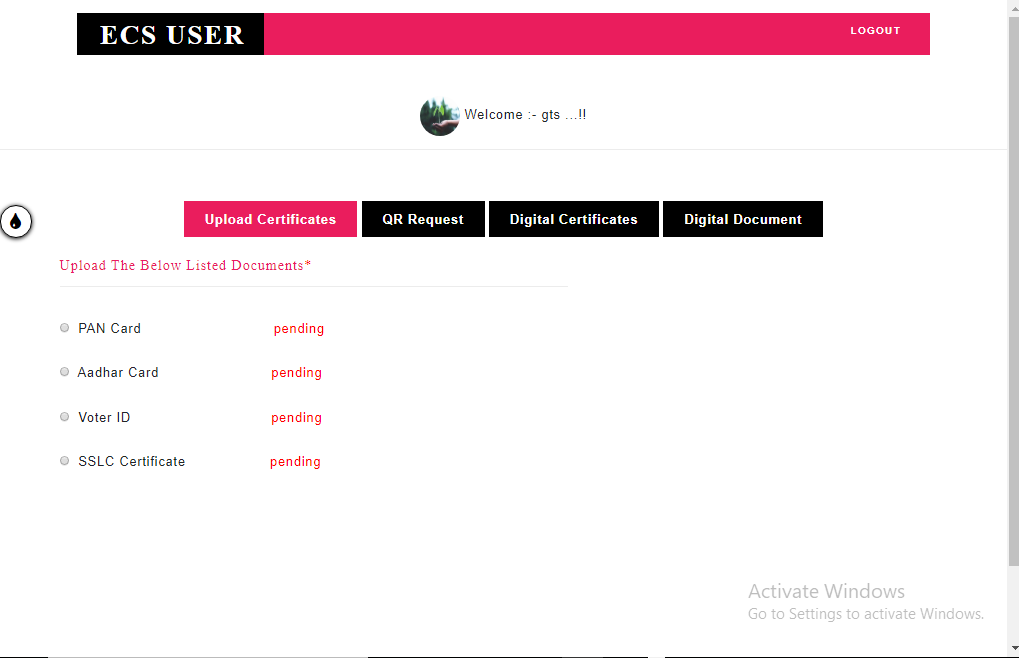 ECS USER
LOGOUT
Welcome :- gts ...!!
Upload Certificates QR Request Digital Certificates Digital Document
Upload The Below Listed Documents*
PAN Card pending
Aadhar Card pending
Voter ID pending
SSLC Certificate pending
Activate Windows
Go to Settings to activate Windows.